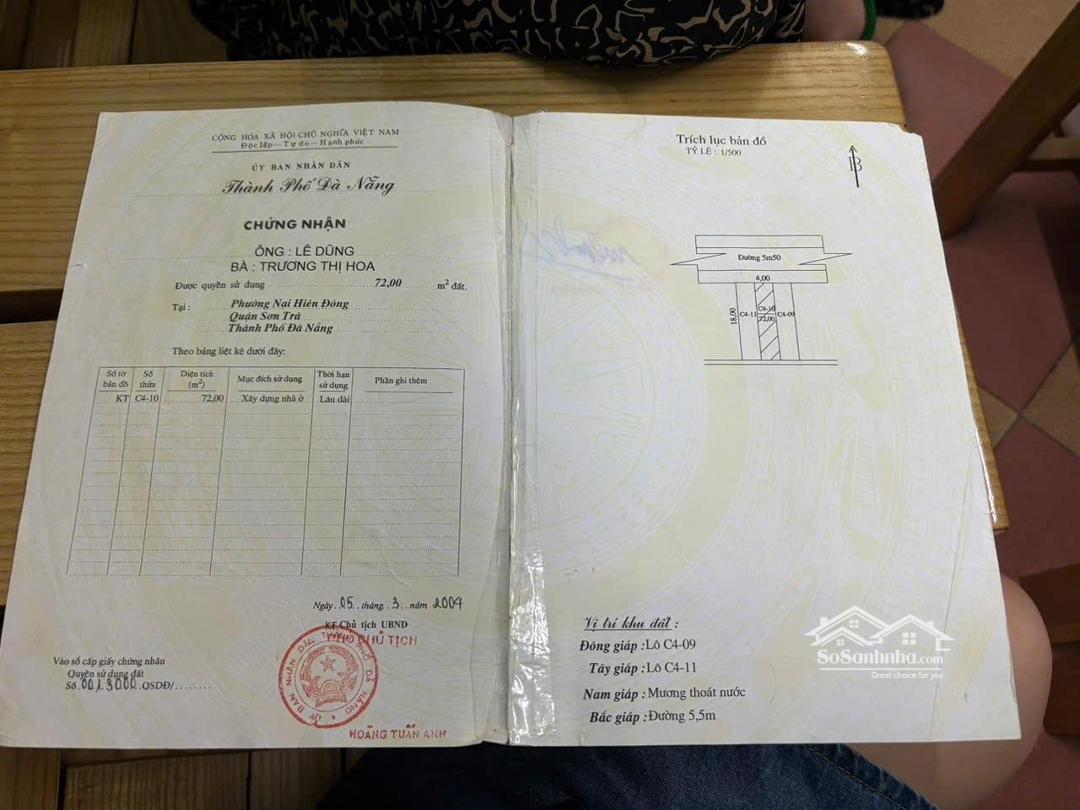 CỘNG HÒA XÃ HỘI CHỦ NGHĨA VIỆT NAM
Độc lập — Tự do — Hạnh phúc
ỦY BAN NHÂN DÂN
Thành Phố Đà Nẵng
CHỨNG NHẬN
ÔNG : LÊ DŨNG
BÀ : TRƯƠNG THỊ HOA
Được quyền sử dụng 72,00 m² đất.
Tại : Phường Nại Hiên Đông
Quận Sơn Trà
Thành Phố Đà Nẵng
Theo bảng liệt kê dưới đây:
Số tờ bản đồ Số thửa Diện tích (m²) Mục đích sử dụng Thời hạn sử dụng Phần ghi thêm
KT C4-10 72,00 Xây dựng nhà ở Lâu dài
Ngày 05 tháng 3 năm 2004
KT Chủ tịch UBND
PHÓ CHỦ TỊCH
HOÀNG TUẤN ANH
Vào sổ cấp giấy chứng nhận
Quyền sử dụng đất
Số QSDĐ/
Trích lục bản đồ
TỶ LỆ : 1/500
B
Đường 5m50
4,00
18,00
C4-11
C4-10
72,00
C4-09
Vị trí khu đất :
Đông giáp : Lô C4-09
Tây giáp : Lô C4-11
Nam giáp : Mương thoát nước
Bắc giáp : Đường 5,5m
SoSanhnha.com
Great choice for you